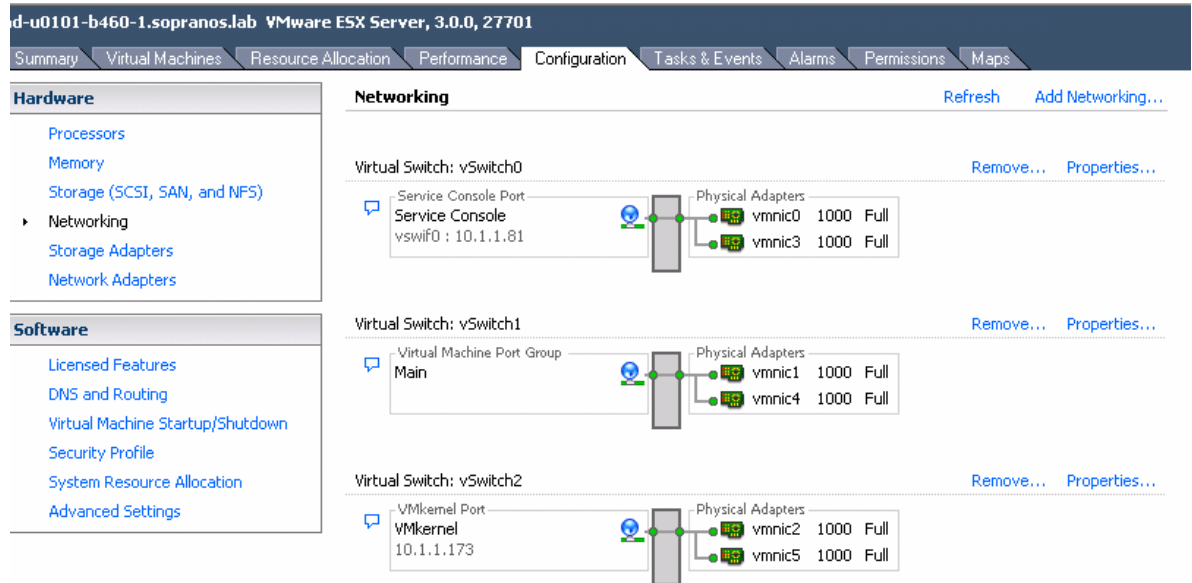 d-u0101-b460-1.sopranos.lab VMware ESX Server, 3.0.0, 27701
Summary Virtual Machines Resource Allocation Performance Configuration Tasks & Events Alarms Permissions Maps
Hardware
Processors
Memory
Storage (SCSI, SAN, and NFS)
Networking
Storage Adapters
Network Adapters
Software
Licensed Features
DNS and Routing
Virtual Machine Startup/Shutdown
Security Profile
System Resource Allocation
Advanced Settings
Networking Refresh Add Networking...
Virtual Switch: vSwitch0 Remove... Properties...
Service Console Port Physical Adapters
Service Console vmnic0 1000 Full
vswif0 : 10.1.1.81 vmnic3 1000 Full
Virtual Switch: vSwitch1 Remove... Properties...
Virtual Machine Port Group Physical Adapters
Main vmnic1 1000 Full
vmnic4 1000 Full
Virtual Switch: vSwitch2 Remove... Properties...
VMkernel Port Physical Adapters
VMkernel vmnic2 1000 Full
10.1.1.173 vmnic5 1000 Full